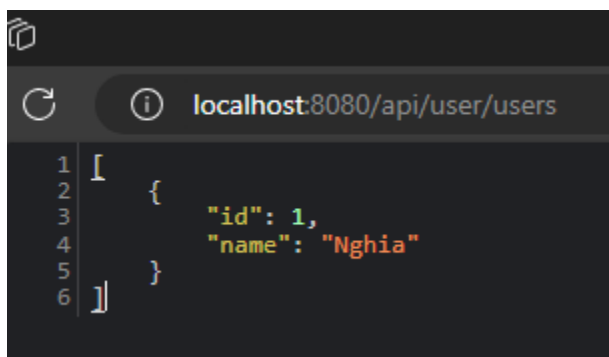 localhost:8080/api/user/users
1 [
2 {
3 "id": 1,
4 "name": "Nghia"
5 }
6 ]